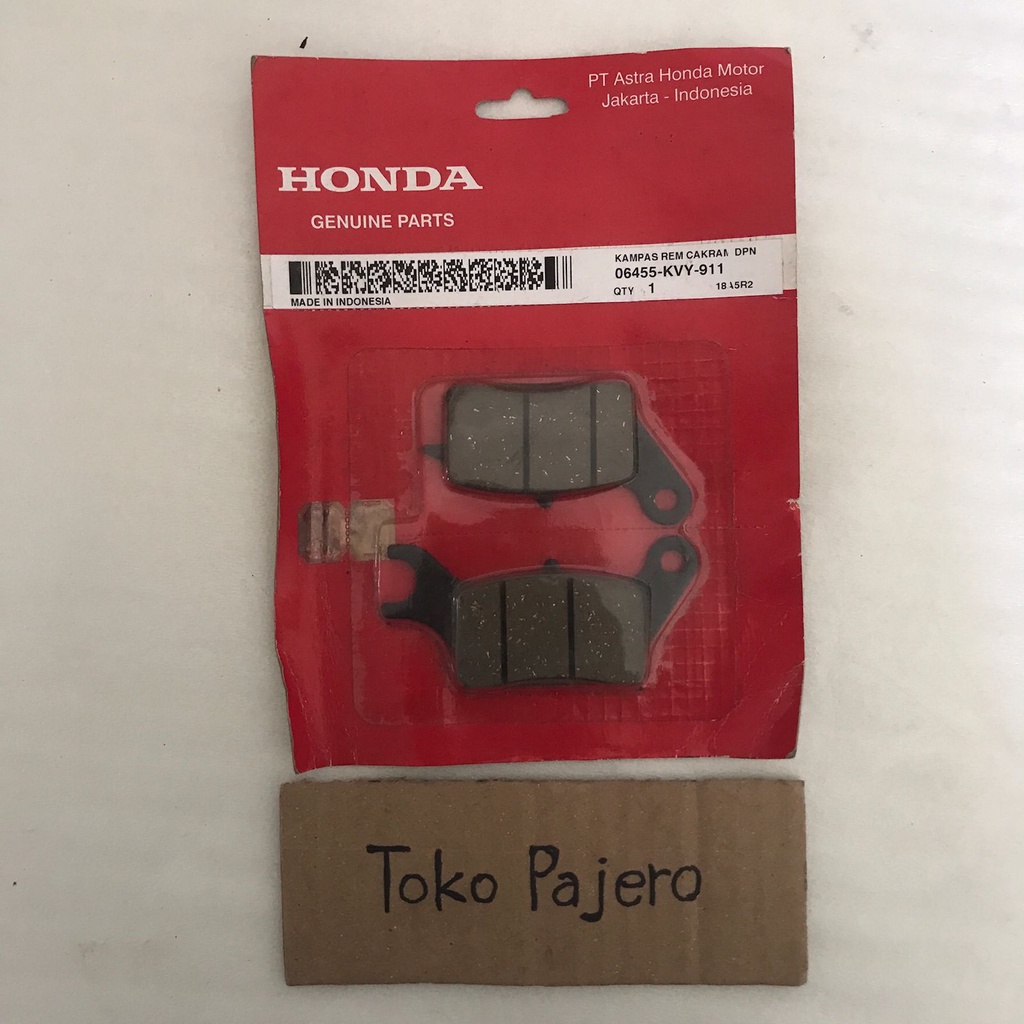 PT Astra Honda Motor
Jakarta - Indonesia
HONDA
GENUINE PARTS
KAMPAS REM CAKRAM DPN
06455-KVY-911
QTY 1
MADE IN INDONESIA
Toko Pajero